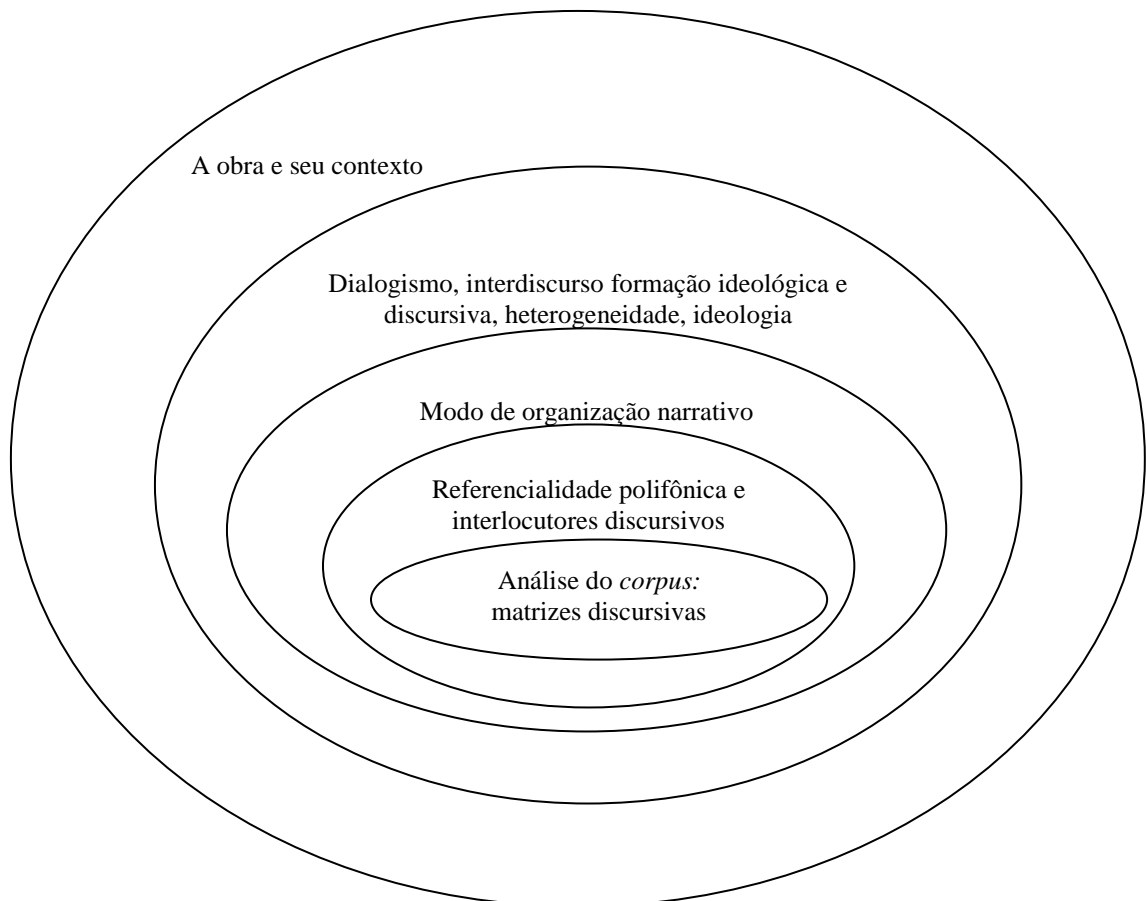 A obra e seu contexto
Dialogismo, interdiscurso formação ideológica e
discursiva, heterogeneidade, ideologia
Modo de organização narrativo
Referencialidade polifônica e
interlocutores discursivos
Análise do corpus:
matrizes discursivas